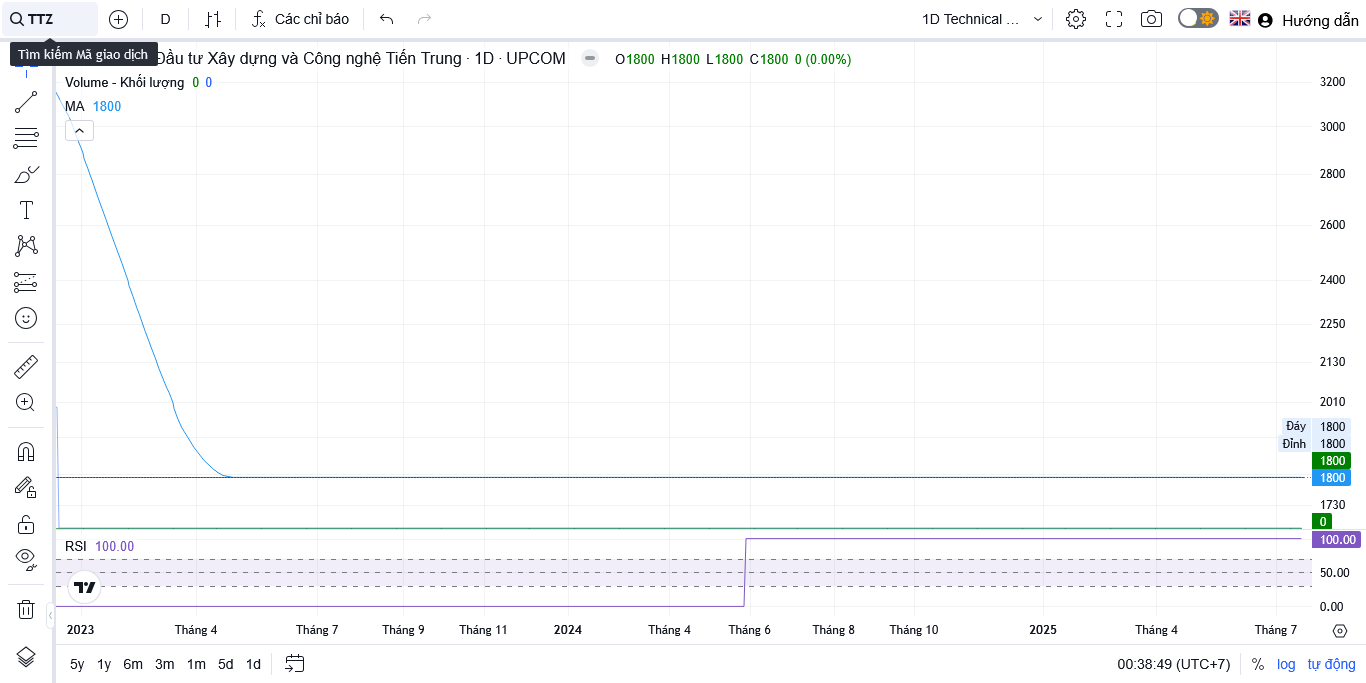 TTZ
D
Các chỉ báo
1D Technical ...
Hướng dẫn
Tìm kiếm Mã giao dịch
Đầu tư Xây dựng và Công nghệ Tiến Trung · 1D · UPCOM
O1800 H1800 L1800 C1800 0 (0.00%)
Volume - Khối lượng 0 0
MA 1800
3200
3000
2800
2600
2400
2250
2130
2010
Đáy 1800
Đỉnh 1800
1800
1800
1730
0
RSI 100.00
100.00
50.00
0.00
2023 Tháng 4 Tháng 7 Tháng 9 Tháng 11 2024 Tháng 4 Tháng 6 Tháng 8 Tháng 10 2025 Tháng 4 Tháng 7
5y 1y 6m 3m 1m 5d 1d
00:38:49 (UTC+7) % log tự động